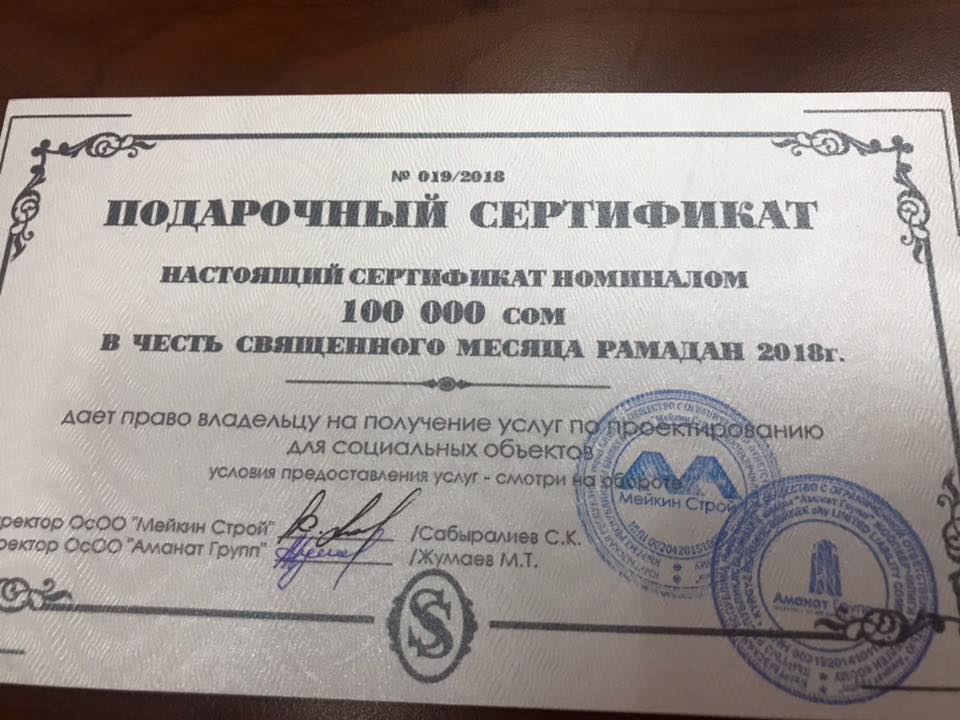 № 019/2018
ПОДАРОЧНЫЙ СЕРТИФИКАТ
НАСТОЯЩИЙ СЕРТИФИКАТ НОМИНАЛОМ
100 000 СОМ
В ЧЕСТЬ СВЯЩЕННОГО МЕСЯЦА РАМАДАН 2018г.
дает право владельцу на получение услуг по проектированию
для социальных объектов
условия предоставления услуг - смотри на обороте
ректор ОсОО "Мейкин Строй" /Сабыралиев С.К.
ректор ОсОО "Аманат Групп" /Жумаев М.Т.
Мейкин Строй
Аманат Групп
S